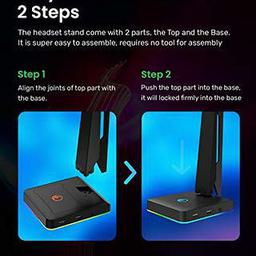 2 Steps
The headset stand come with 2 parts, the Top and the Base.
It is super easy to assemble, requires no tool for assembly
Step 1
Align the joints of top part with
the base.
Step 2
Push the top part into the base,
it will locked firmly into the base